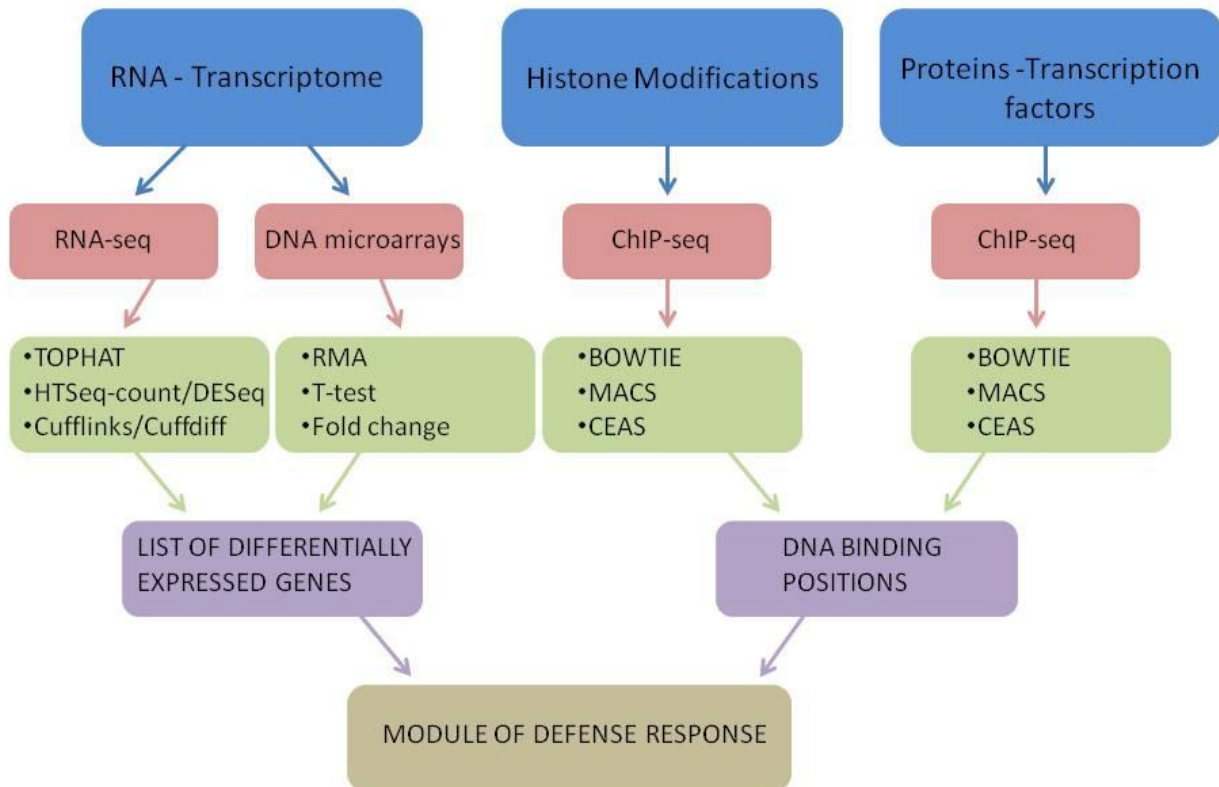 RNA - Transcriptome
Histone Modifications
Proteins -Transcription
factors
RNA-seq
DNA microarrays
ChIP-seq
ChIP-seq
•TOPHAT
•HTSeq-count/DESeq
•Cufflinks/Cuffdiff
•RMA
•T-test
•Fold change
•BOWTIE
•MACS
•CEAS
•BOWTIE
•MACS
•CEAS
LIST OF DIFFERENTIALLY
EXPRESSED GENES
DNA BINDING
POSITIONS
MODULE OF DEFENSE RESPONSE